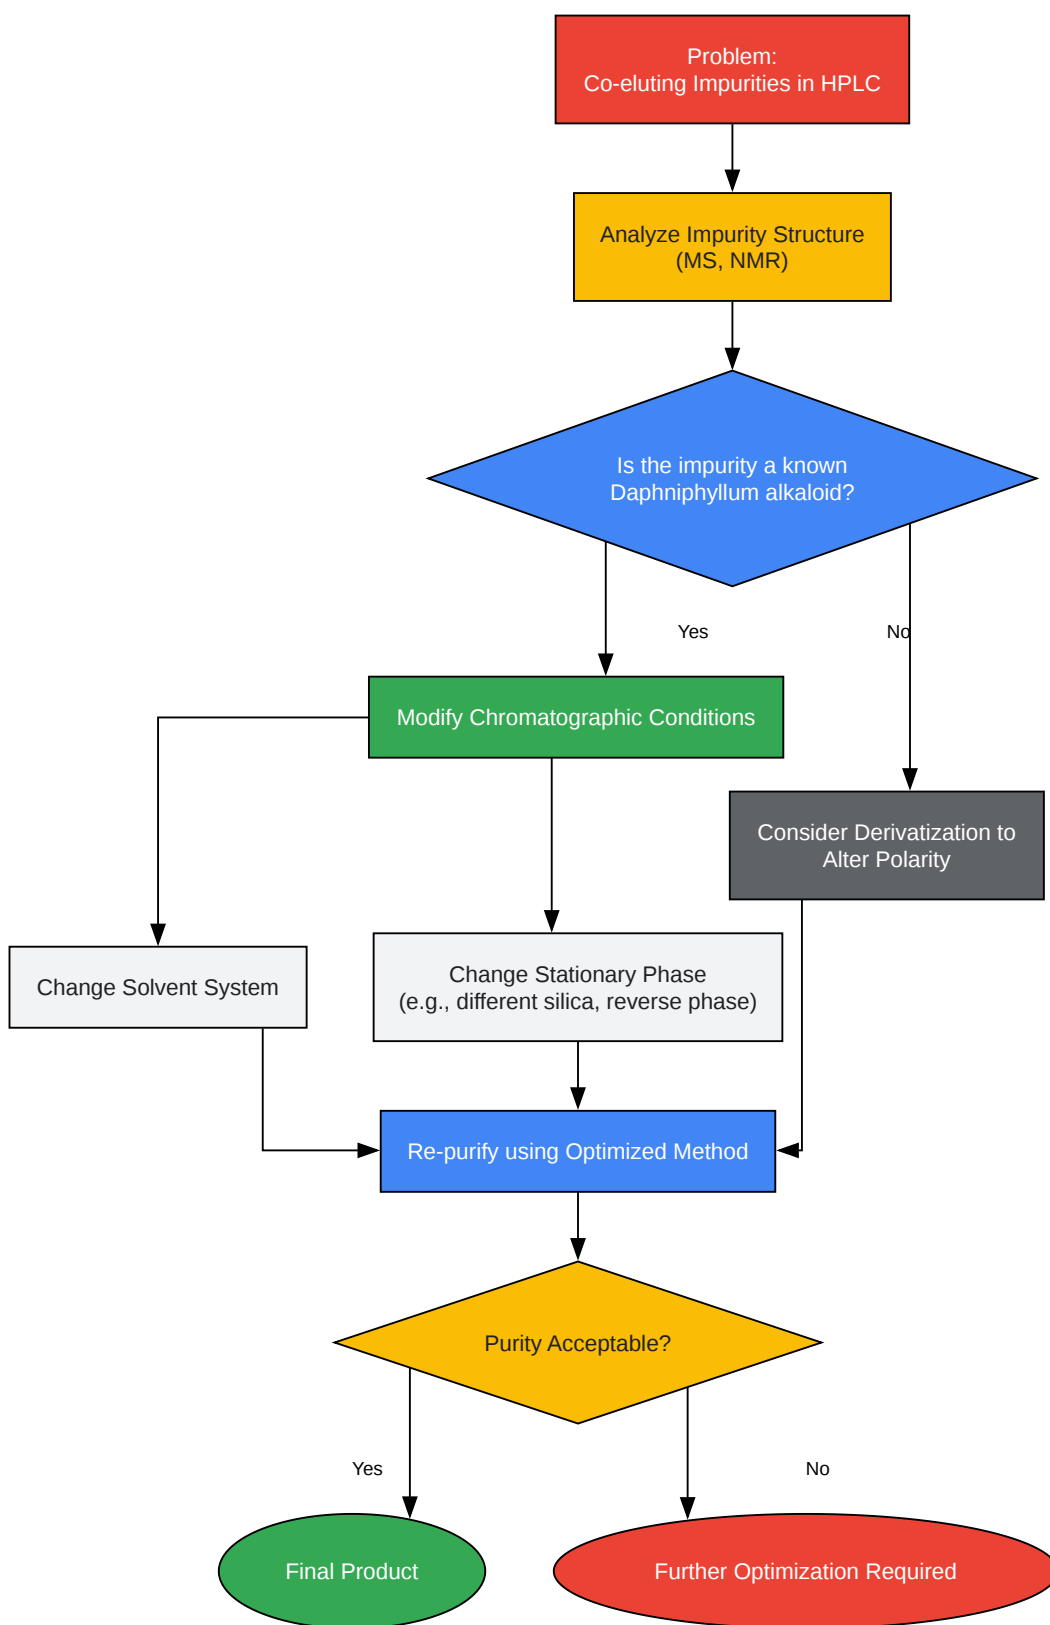 Problem:
Co-eluting Impurities in HPLC
Analyze Impurity Structure
(MS, NMR)
Is the impurity a known
Daphniphyllum alkaloid?
Yes
No
Modify Chromatographic Conditions
Consider Derivatization to
Alter Polarity
Change Solvent System
Change Stationary Phase
(e.g., different silica, reverse phase)
Re-purify using Optimized Method
Purity Acceptable?
Yes
No
Final Product
Further Optimization Required